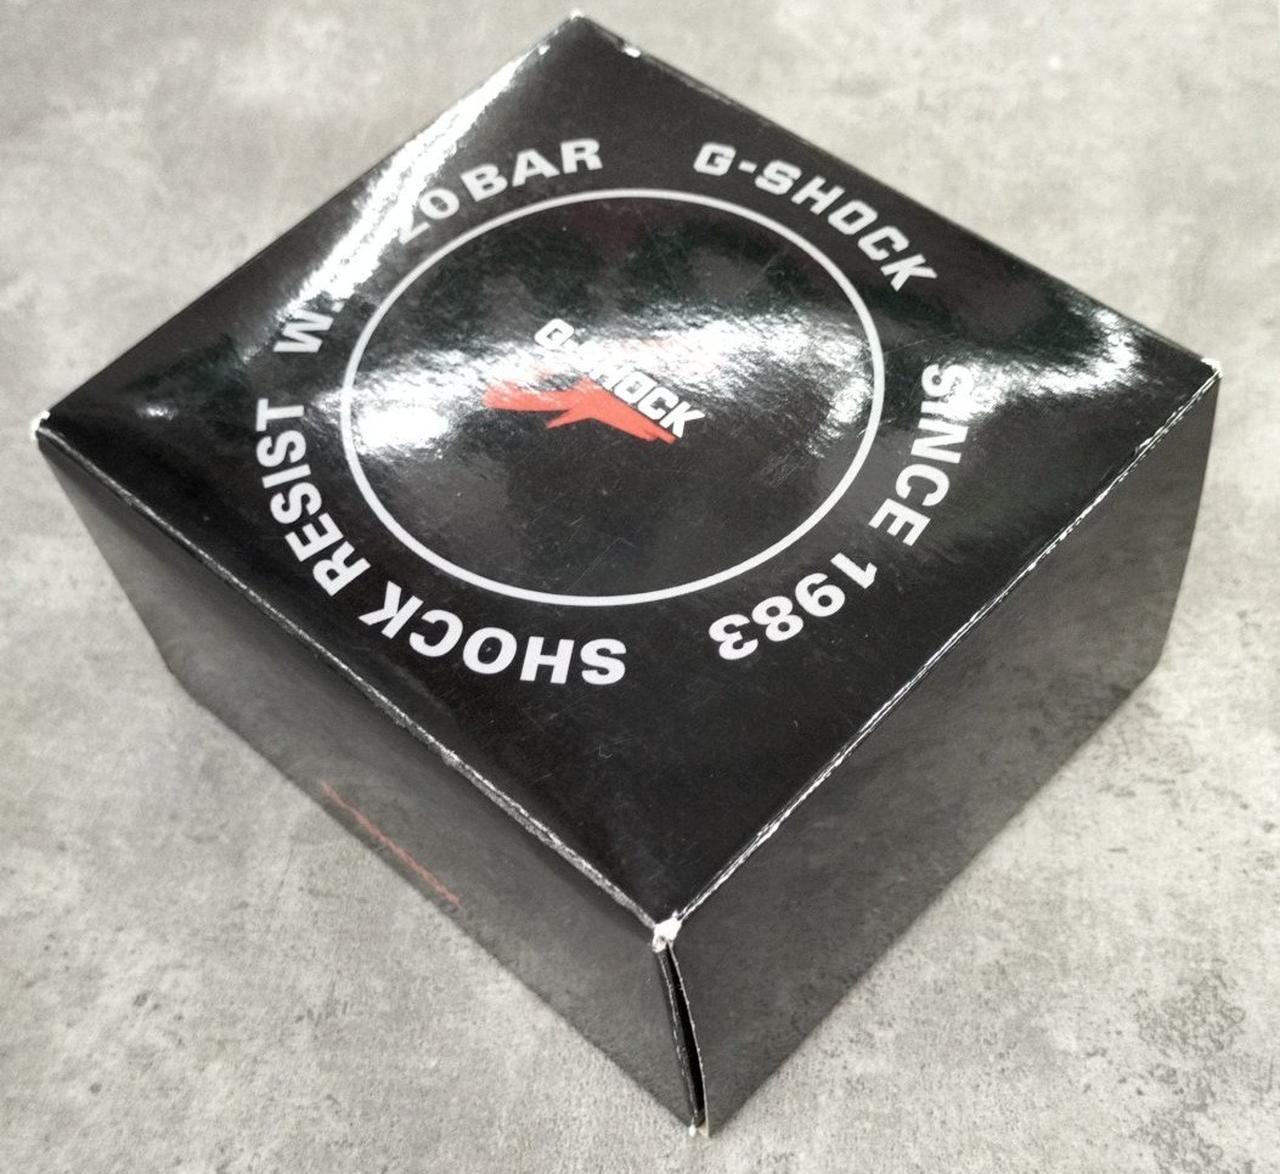 G-SHOCK
SINCE 1983
SHOCK RESIST
W. 20BAR
G-SHOCK